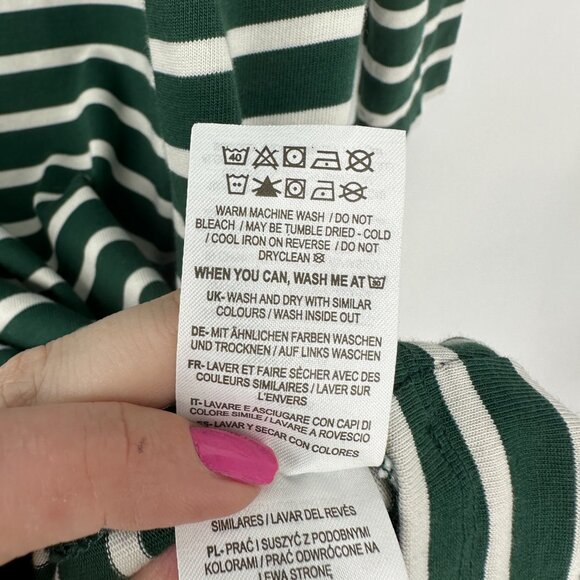 40
WARM MACHINE WASH / DO NOT
BLEACH / MAY BE TUMBLE DRIED - COLD
/ COOL IRON ON REVERSE / DO NOT
DRYCLEAN
WHEN YOU CAN, WASH ME AT 30
UK- WASH AND DRY WITH SIMILAR
COLOURS / WASH INSIDE OUT
DE- MIT ÄHNLICHEN FARBEN WASCHEN
UND TROCKNEN / AUF LINKS WASCHEN
FR- LAVER ET FAIRE SÉCHER AVEC DES
COULEURS SIMILAIRES / LAVER SUR
L'ENVERS
IT- LAVARE E ASCIUGARE CON CAPI DI
COLORE SIMILE / LAVARE A ROVESCIO
ES- LAVAR Y SECAR CON COLORES
SIMILARES / LAVAR DEL REVÉS
PL- PRAĆ I SUSZYĆ Z PODOBNYMI
KOLORAMI / PRAĆ ODWRÓCONE NA
LEWĄ STRONĘ